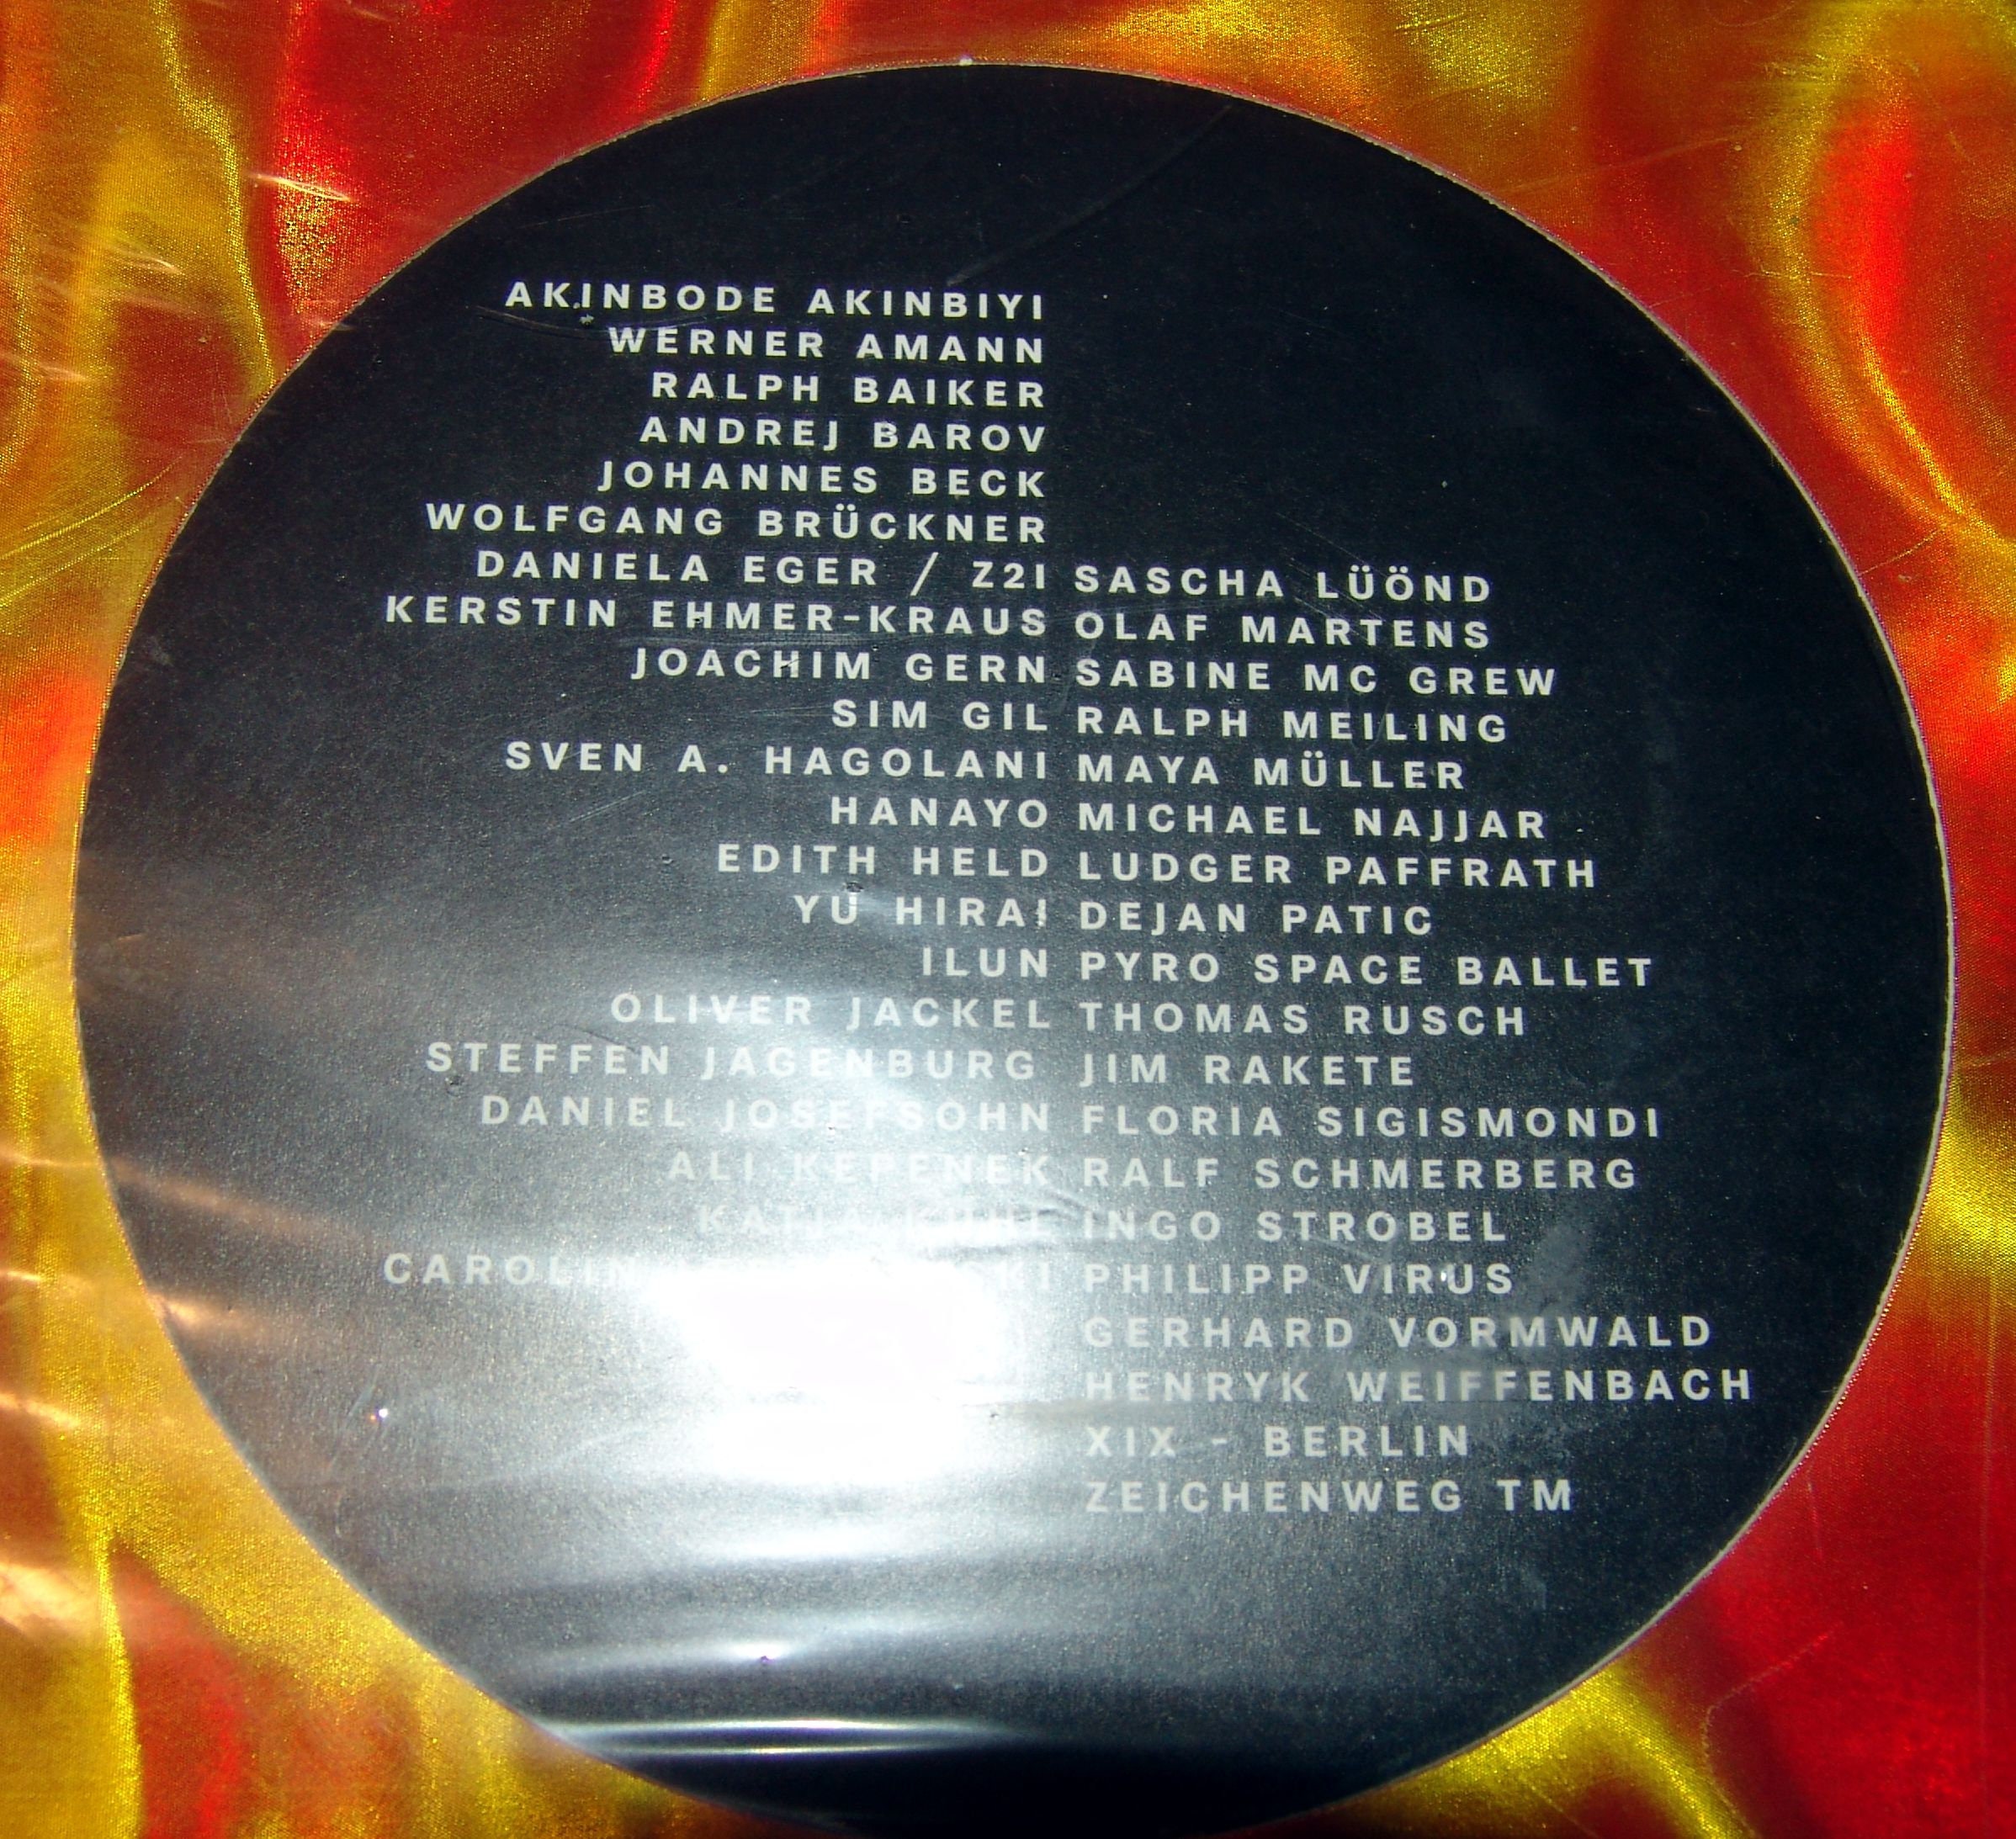 AKINBODE AKINBIYI
WERNER AMANN
RALPH BAIKER
ANDREJ BAROV
JOHANNES BECK
WOLFGANG BRÜCKNER
DANIELA EGER / Z2I
KERSTIN EHMER-KRAUS
JOACHIM GERN
SIM GIL
SVEN A. HAGOLANI
HANAYO
EDITH HELD
YŪ HIRAI
ILUN
OLIVER JACKEL
STEFFEN JAGENBURG
DANIEL JOSEFSOHN
ALI KEPENEK
CAROLIN
SASCHA LÜÖND
OLAF MARTENS
SABINE MC GREW
RALPH MEILING
MAYA MÜLLER
MICHAEL NAJJAR
LUDGER PAFFRATH
DEJAN PATIC
PYRO SPACE BALLET
THOMAS RUSCH
JIM RAKETE
FLORIA SIGISMONDI
RALF SCHMERBERG
INGO STROBEL
PHILIPP VIRUS
GERHARD VORMWALD
HENRYK WEIFFENBACH
XIX - BERLIN
ZEICHENWEG TM